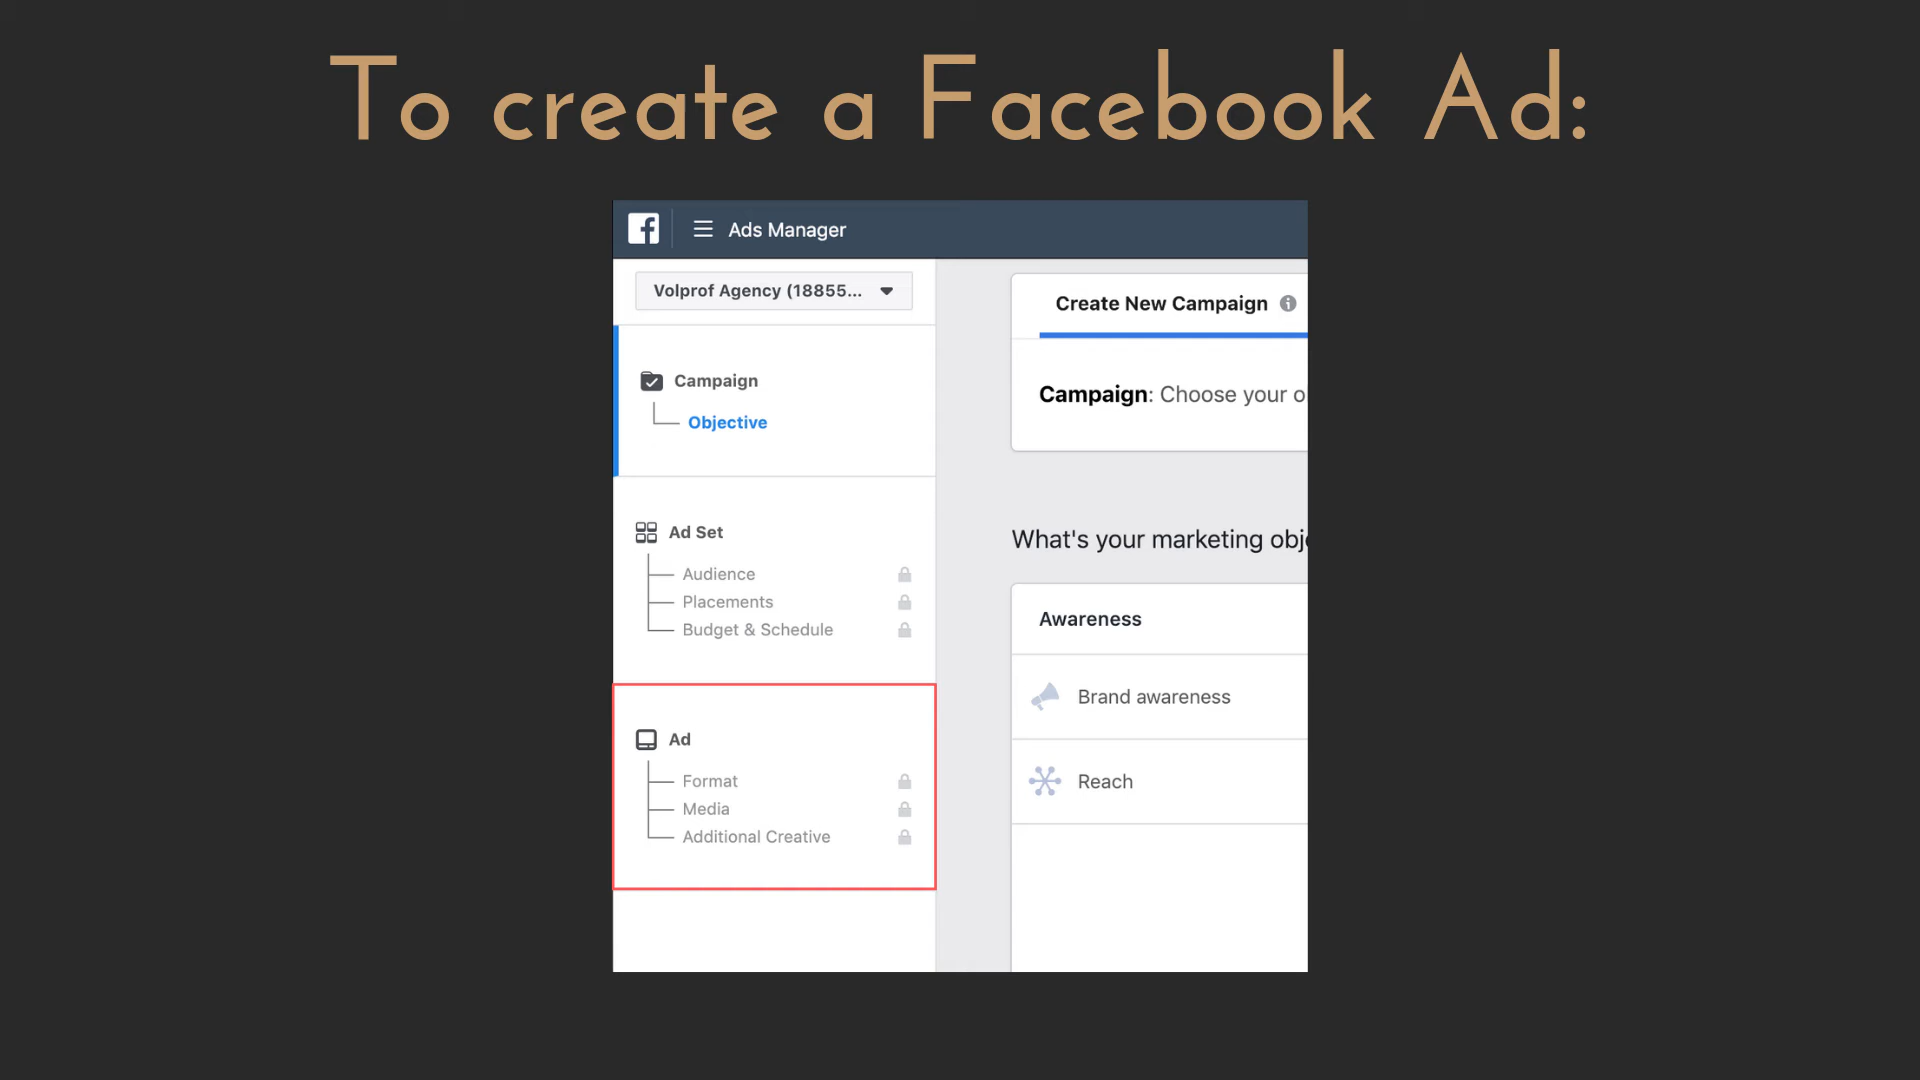 To create a Facebook Ad:
Ads Manager
Volprof Agency (18855...
Campaign
Objective
Ad Set
Audience
Placements
Budget & Schedule
Ad
Format
Media
Additional Creative
Create New Campaign
Campaign: Choose your o
What's your marketing obj
Awareness
Brand awareness
Reach